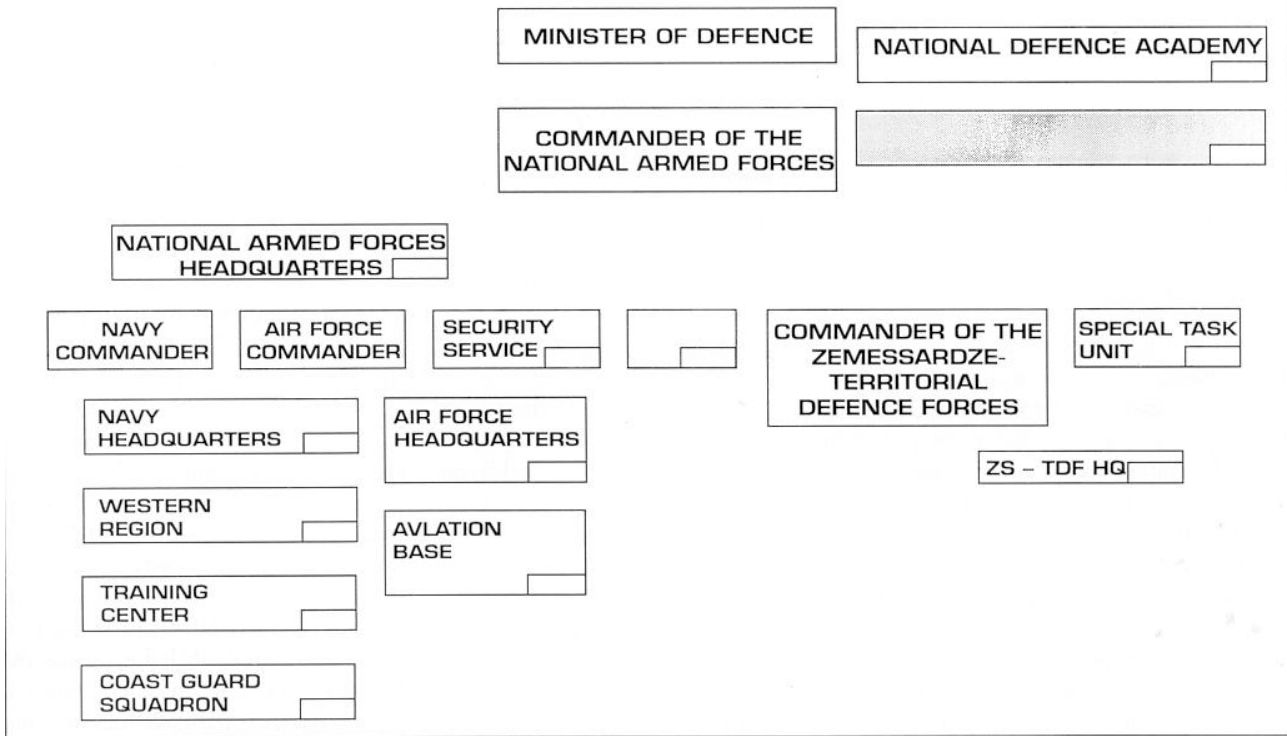 MINISTER OF DEFENCE
NATIONAL DEFENCE ACADEMY
COMMANDER OF THE
NATIONAL ARMED FORCES
NATIONAL ARMED FORCES
HEADQUARTERS
NAVY
COMMANDER
AIR FORCE
COMMANDER
SECURITY
SERVICE
COMMANDER OF THE
ZEMESSARDZE-
TERRITORIAL
DEFENCE FORCES
SPECIAL TASK
UNIT
NAVY
HEADQUARTERS
AIR FORCE
HEADQUARTERS
ZS – TDF HQ
WESTERN
REGION
AVLATION
BASE
TRAINING
CENTER
COAST GUARD
SQUADRON